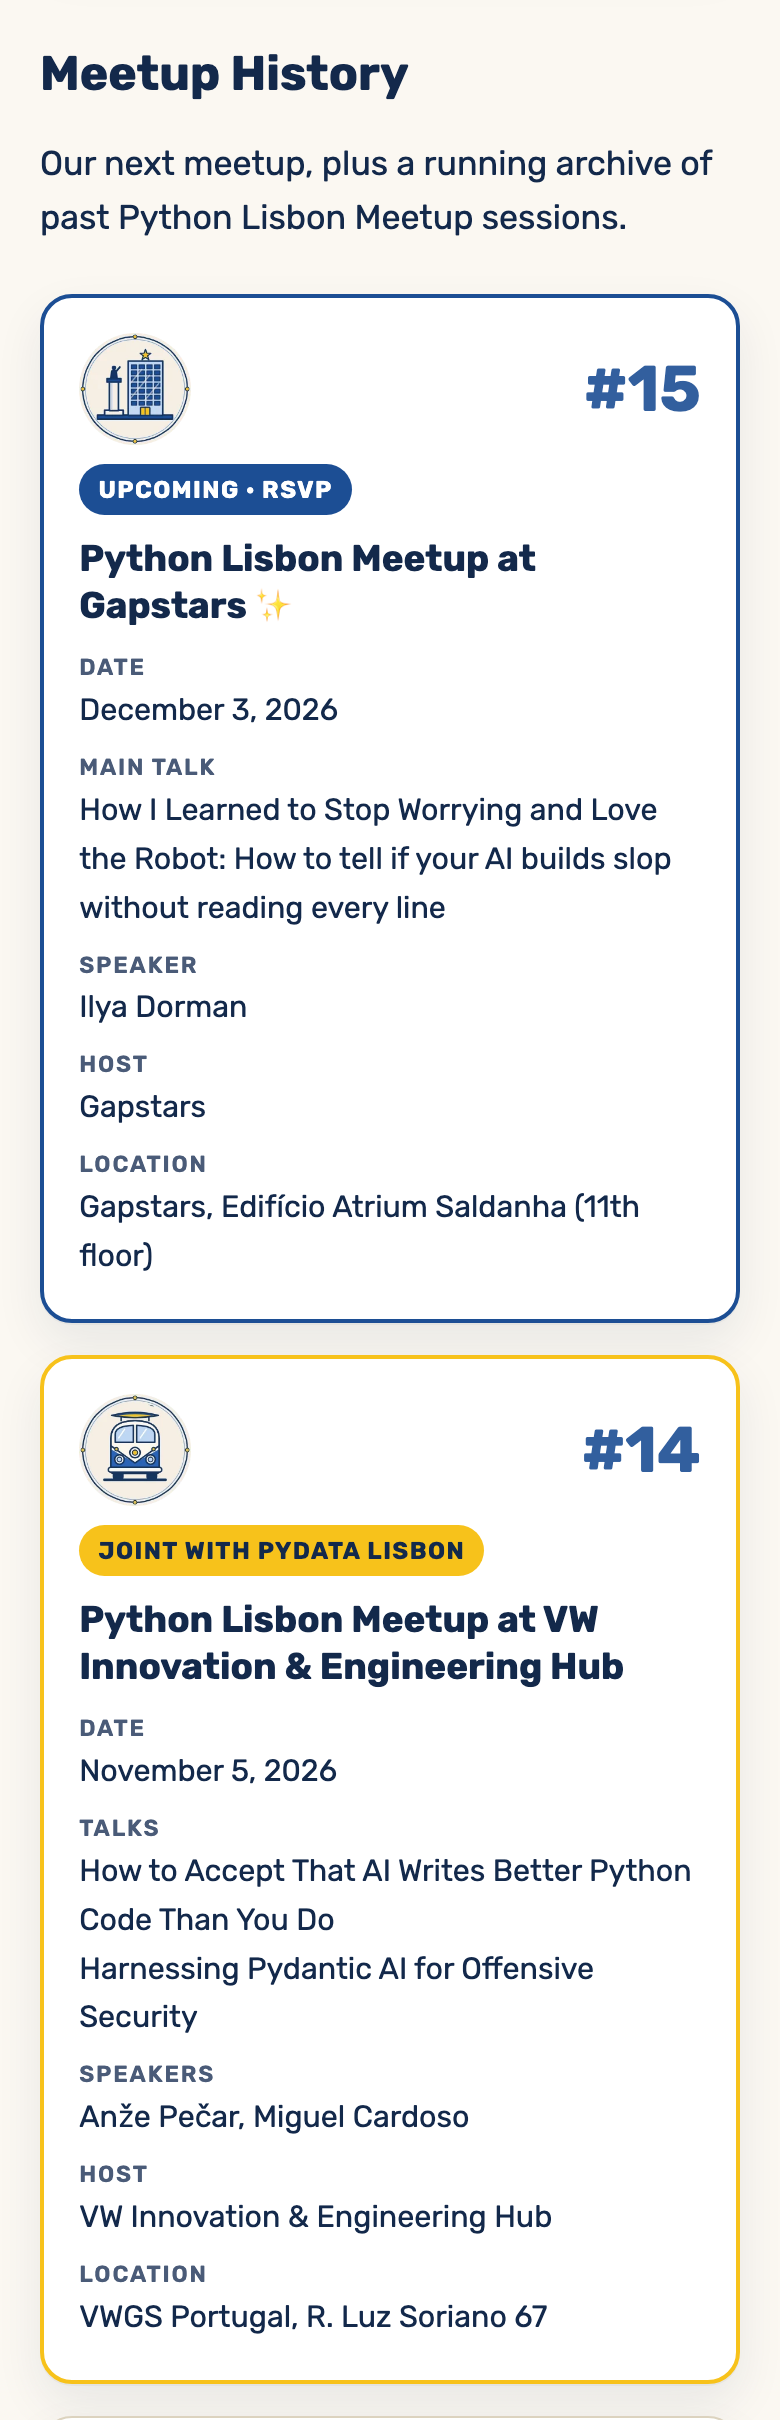 Meetup History
Our next meetup, plus a running archive of
past Python Lisbon Meetup sessions.
#15
UPCOMING • RSVP
Python Lisbon Meetup at
Gapstars ✨
DATE
December 3, 2026
MAIN TALK
How I Learned to Stop Worrying and Love
the Robot: How to tell if your AI builds slop
without reading every line
SPEAKER
Ilya Dorman
HOST
Gapstars
LOCATION
Gapstars, Edifício Atrium Saldanha (11th
floor)
#14
JOINT WITH PYDATA LISBON
Python Lisbon Meetup at VW
Innovation & Engineering Hub
DATE
November 5, 2026
TALKS
How to Accept That AI Writes Better Python
Code Than You Do
Harnessing Pydantic AI for Offensive
Security
SPEAKERS
Anže Pečar, Miguel Cardoso
HOST
VW Innovation & Engineering Hub
LOCATION
VWGS Portugal, R. Luz Soriano 67